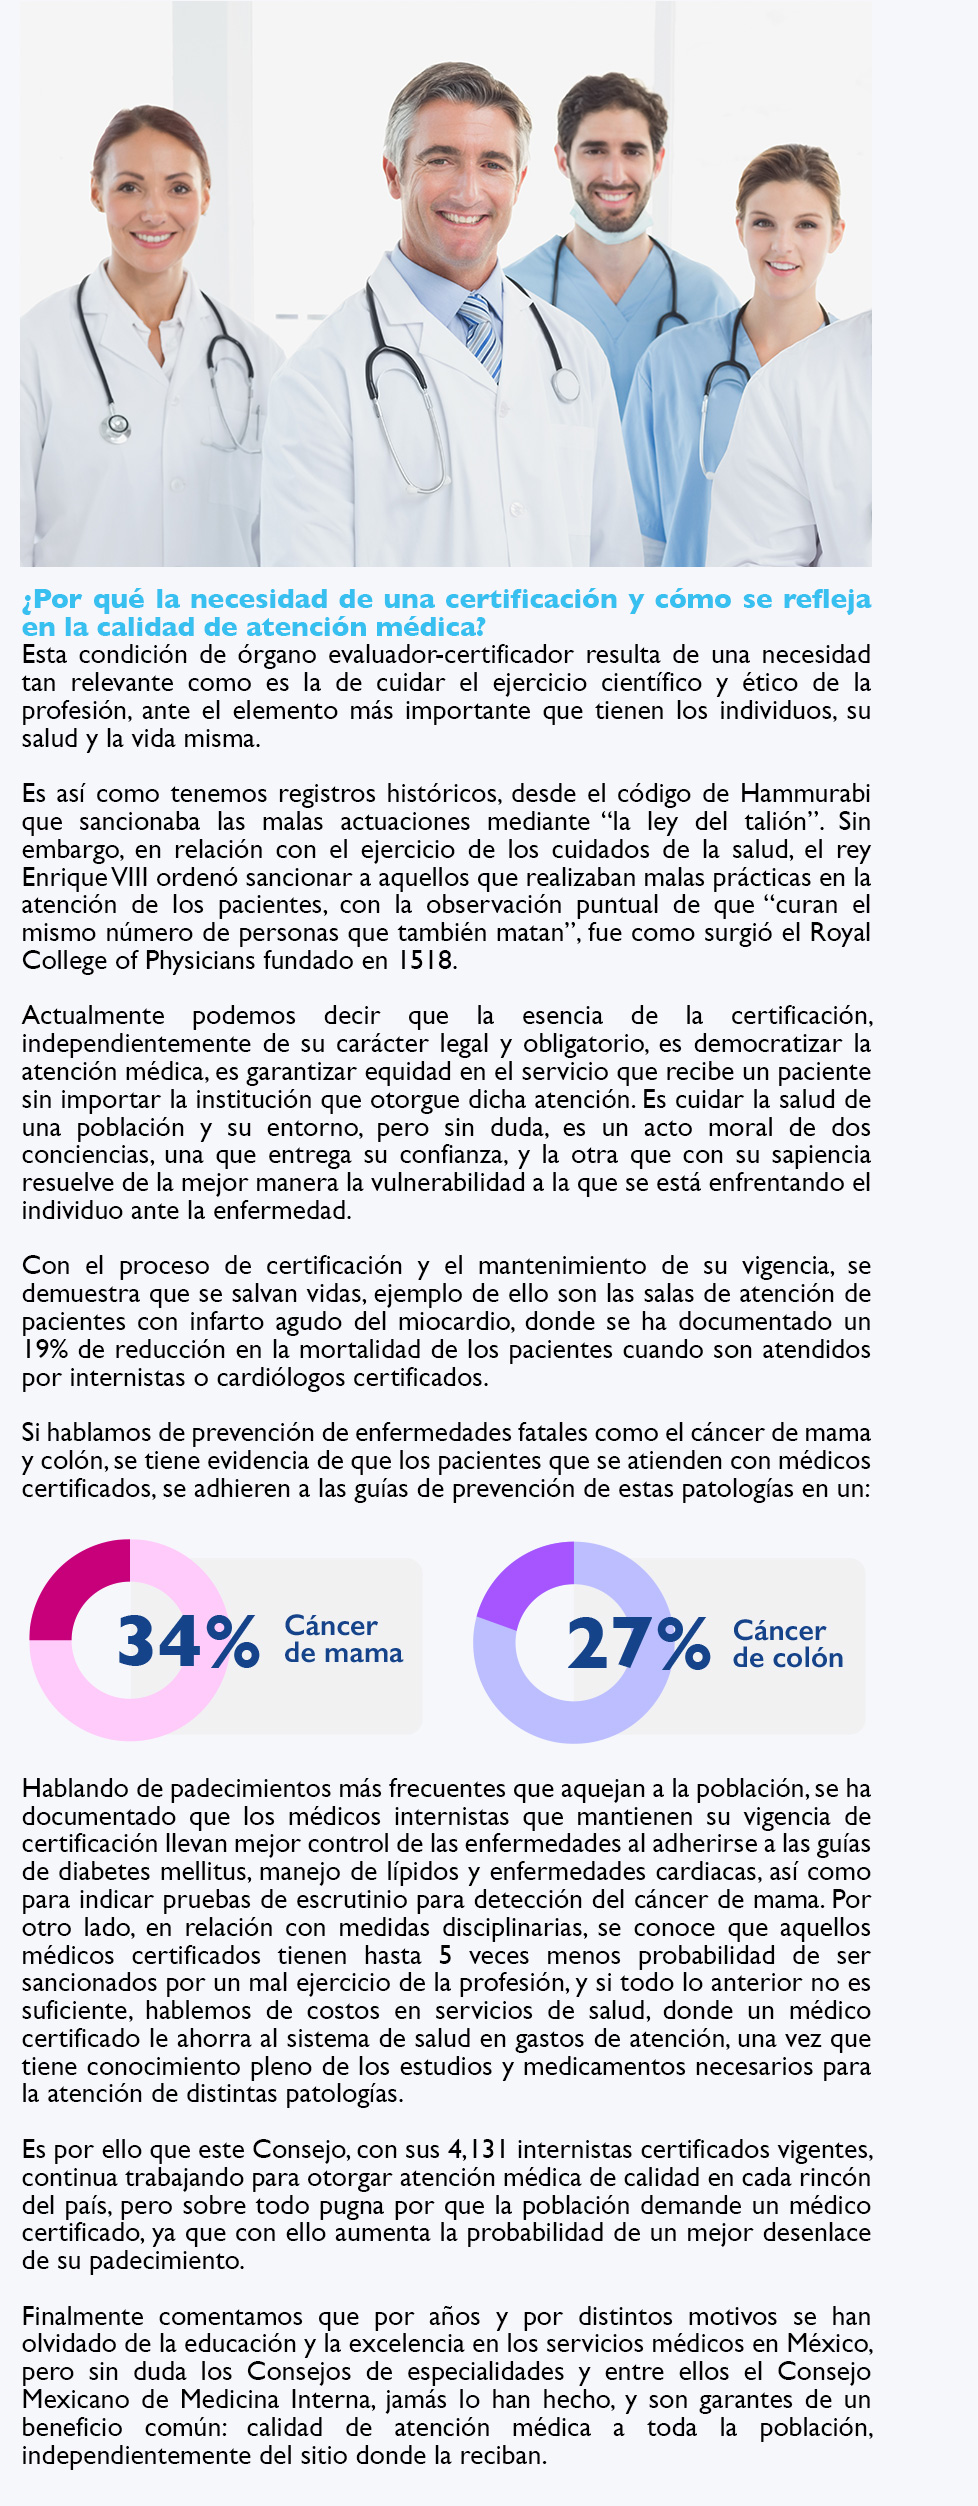 ¿Por qué la necesidad de una certificación y cómo se refleja
en la calidad de atención médica?
Esta condición de órgano evaluador-certificador resulta de una necesidad
tan relevante como es la de cuidar el ejercicio científico y ético de la
profesión, ante el elemento más importante que tienen los individuos, su
salud y la vida misma.
Es así como tenemos registros históricos, desde el código de Hammurabi
que sancionaba las malas actuaciones mediante “la ley del talión”. Sin
embargo, en relación con el ejercicio de los cuidados de la salud, el rey
Enrique VIII ordenó sancionar a aquellos que realizaban malas prácticas en la
atención de los pacientes, con la observación puntual de que “curan el
mismo número de personas que también matan”, fue como surgió el Royal
College of Physicians fundado en 1518.
Actualmente podemos decir que la esencia de la certificación,
independientemente de su carácter legal y obligatorio, es democratizar la
atención médica, es garantizar equidad en el servicio que recibe un paciente
sin importar la institución que otorgue dicha atención. Es cuidar la salud de
una población y su entorno, pero sin duda, es un acto moral de dos
conciencias, una que entrega su confianza, y la otra que con su sapiencia
resuelve de la mejor manera la vulnerabilidad a la que se está enfrentando el
individuo ante la enfermedad.
Con el proceso de certificación y el mantenimiento de su vigencia, se
demuestra que se salvan vidas, ejemplo de ello son las salas de atención de
pacientes con infarto agudo del miocardio, donde se ha documentado un
19% de reducción en la mortalidad de los pacientes cuando son atendidos
por internistas o cardiólogos certificados.
Si hablamos de prevención de enfermedades fatales como el cáncer de mama
y colón, se tiene evidencia de que los pacientes que se atienden con médicos
certificados, se adhieren a las guías de prevención de estas patologías en un:
34% Cáncer
de mama
27% Cáncer
de colón
Hablando de padecimientos más frecuentes que aquejan a la población, se ha
documentado que los médicos internistas que mantienen su vigencia de
certificación llevan mejor control de las enfermedades al adherirse a las guías
de diabetes mellitus, manejo de lípidos y enfermedades cardiacas, así como
para indicar pruebas de escrutinio para detección del cáncer de mama. Por
otro lado, en relación con medidas disciplinarias, se conoce que aquellos
médicos certificados tienen hasta 5 veces menos probabilidad de ser
sancionados por un mal ejercicio de la profesión, y si todo lo anterior no es
suficiente, hablemos de costos en servicios de salud, donde un médico
certificado le ahorra al sistema de salud en gastos de atención, una vez que
tiene conocimiento pleno de los estudios y medicamentos necesarios para
la atención de distintas patologías.
Es por ello que este Consejo, con sus 4,131 internistas certificados vigentes,
continua trabajando para otorgar atención médica de calidad en cada rincón
del país, pero sobre todo pugna por que la población demande un médico
certificado, ya que con ello aumenta la probabilidad de un mejor desenlace
de su padecimiento.
Finalmente comentamos que por años y por distintos motivos se han
olvidado de la educación y la excelencia en los servicios médicos en México,
pero sin duda los Consejos de especialidades y entre ellos el Consejo
Mexicano de Medicina Interna, jamás lo han hecho, y son garantes de un
beneficio común: calidad de atención médica a toda la población,
independientemente del sitio donde la reciban.